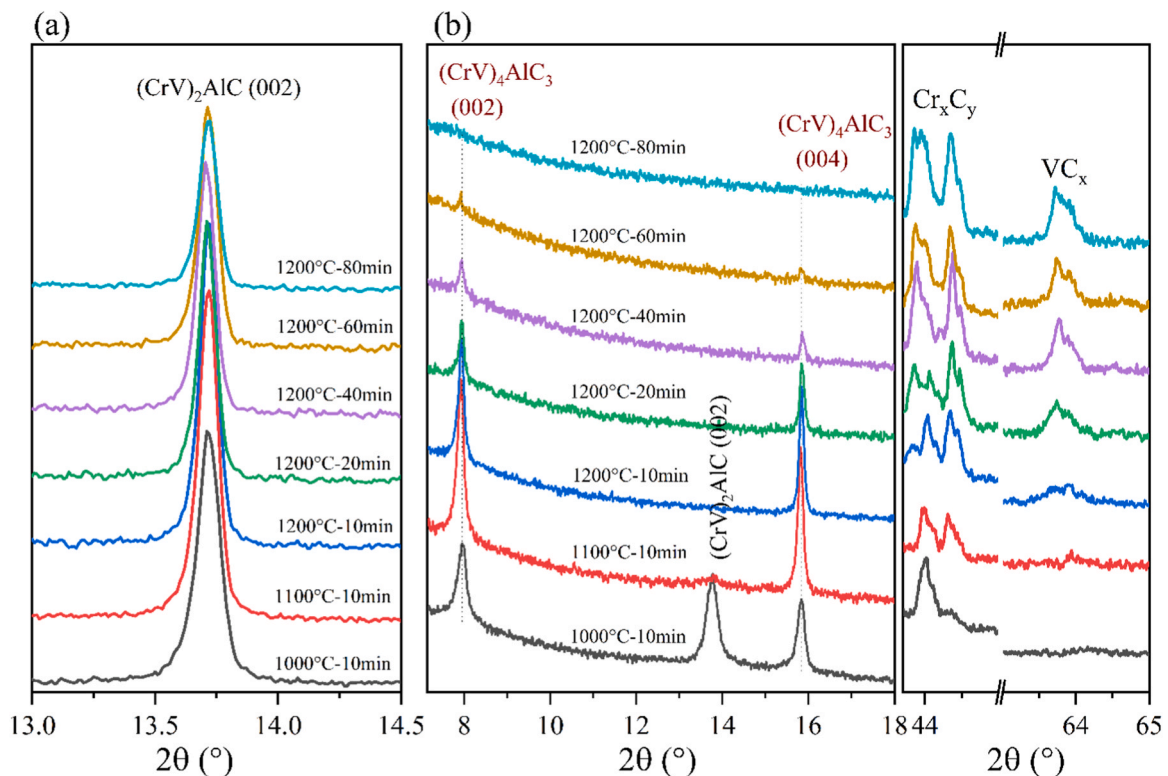 (a)
(CrV)₂AlC (002)
1200°C-80min
1200°C-60min
1200°C-40min
1200°C-20min
1200°C-10min
1100°C-10min
1000°C-10min
13.0 13.5 14.0 14.5
2θ (°)
(b)
(CrV)₄AlC₃
(002)
(CrV)₄AlC₃
(004)
1200°C-80min
1200°C-60min
1200°C-40min
1200°C-20min
(CrV)₂AlC (002)
1200°C-10min
1100°C-10min
1000°C-10min
8 10 12 14 16 18
2θ (°)
CrₓCᵧ
VCₓ
44 64 65
2θ (°)